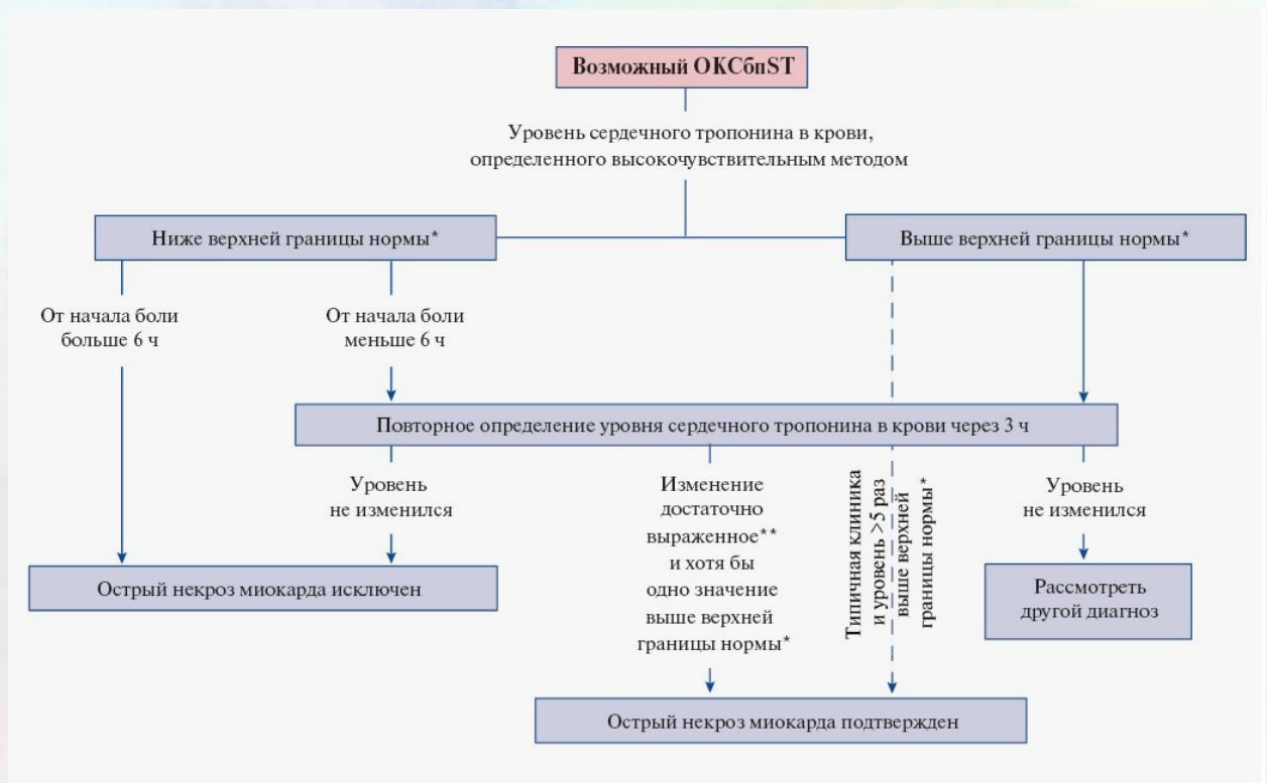 Возможный ОКСбпST
Уровень сердечного тропонина в крови,
определенного высокочувствительным методом
Ниже верхней границы нормы*
Выше верхней границы нормы*
От начала боли
больше 6 ч
От начала боли
меньше 6 ч
Повторное определение уровня сердечного тропонина в крови через 3 ч
Уровень
не изменился
Изменение
достаточно
выраженное**
и хотя бы
одно значение
выше верхней
границы нормы*
Типичная клиника
и уровень >5 раз
выше верхней
границы нормы*
Уровень
не изменился
Острый некроз миокарда исключен
Рассмотреть
другой диагноз
Острый некроз миокарда подтвержден